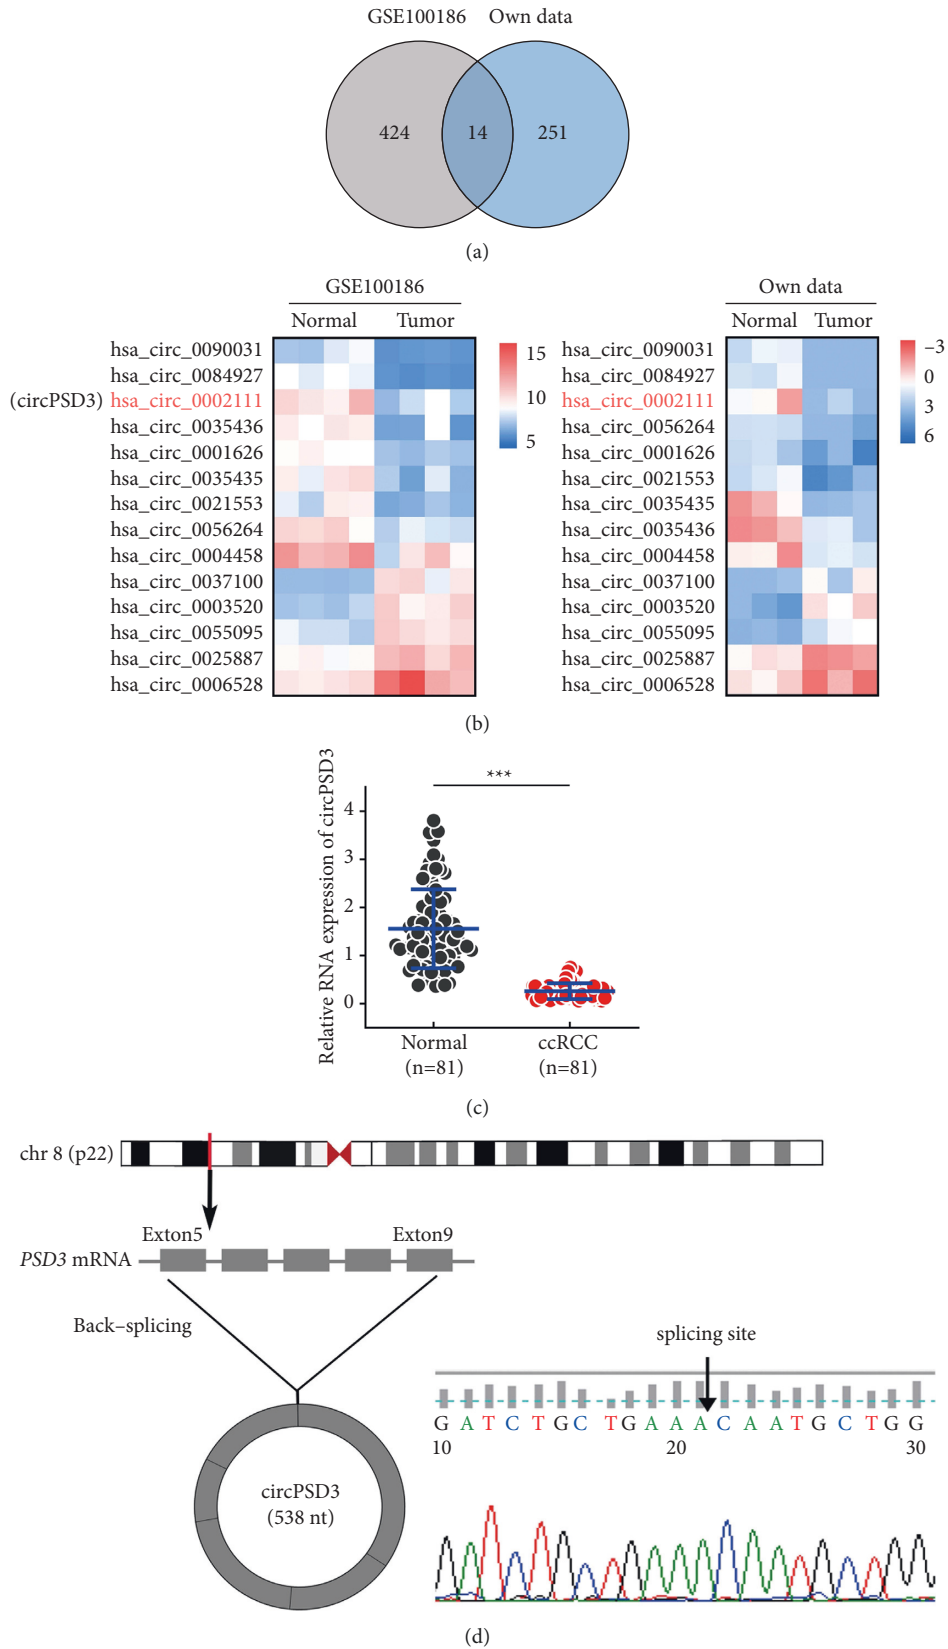 GSE100186 Own data
424 14 251
(a)
GSE100186
Normal Tumor
hsa_circ_0090031
hsa_circ_0084927
(circPSD3) hsa_circ_0002111
hsa_circ_0035436
hsa_circ_0001626
hsa_circ_0035435
hsa_circ_0021553
hsa_circ_0056264
hsa_circ_0004458
hsa_circ_0037100
hsa_circ_0003520
hsa_circ_0055095
hsa_circ_0025887
hsa_circ_0006528
15
10
5
Own data
Normal Tumor
hsa_circ_0090031
hsa_circ_0084927
hsa_circ_0002111
hsa_circ_0056264
hsa_circ_0001626
hsa_circ_0021553
hsa_circ_0035435
hsa_circ_0035436
hsa_circ_0004458
hsa_circ_0037100
hsa_circ_0003520
hsa_circ_0055095
hsa_circ_0025887
hsa_circ_0006528
–3
0
3
6
(b)
Relative RNA expression of circPSD3
***
4
3
2
1
0
Normal ccRCC
(n=81) (n=81)
(c)
chr 8 (p22)
Exton5 Exton9
PSD3 mRNA
Back–splicing
circPSD3
(538 nt)
splicing site
G A T C T G C T G A A A C A A T G C T G G
10 20 30
(d)